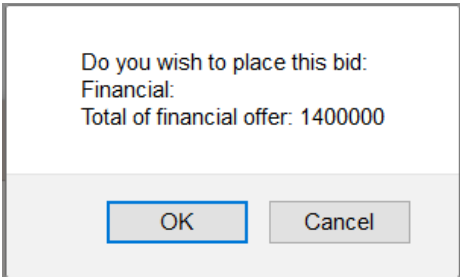 Do you wish to place this bid:
Financial:
Total of financial offer: 1400000
OK
Cancel